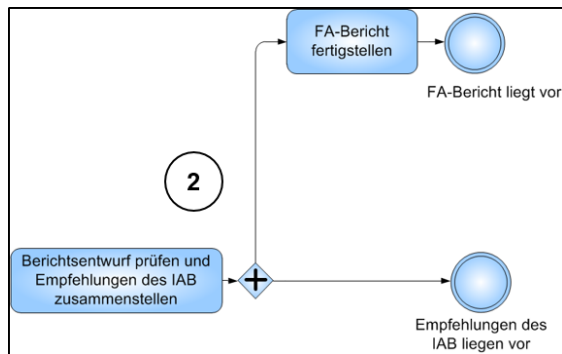 FA-Bericht
fertigstellen
FA-Bericht liegt vor
2
Berichtsentwurf prüfen und
Empfehlungen des IAB
zusammenstellen
Empfehlungen des
IAB liegen vor